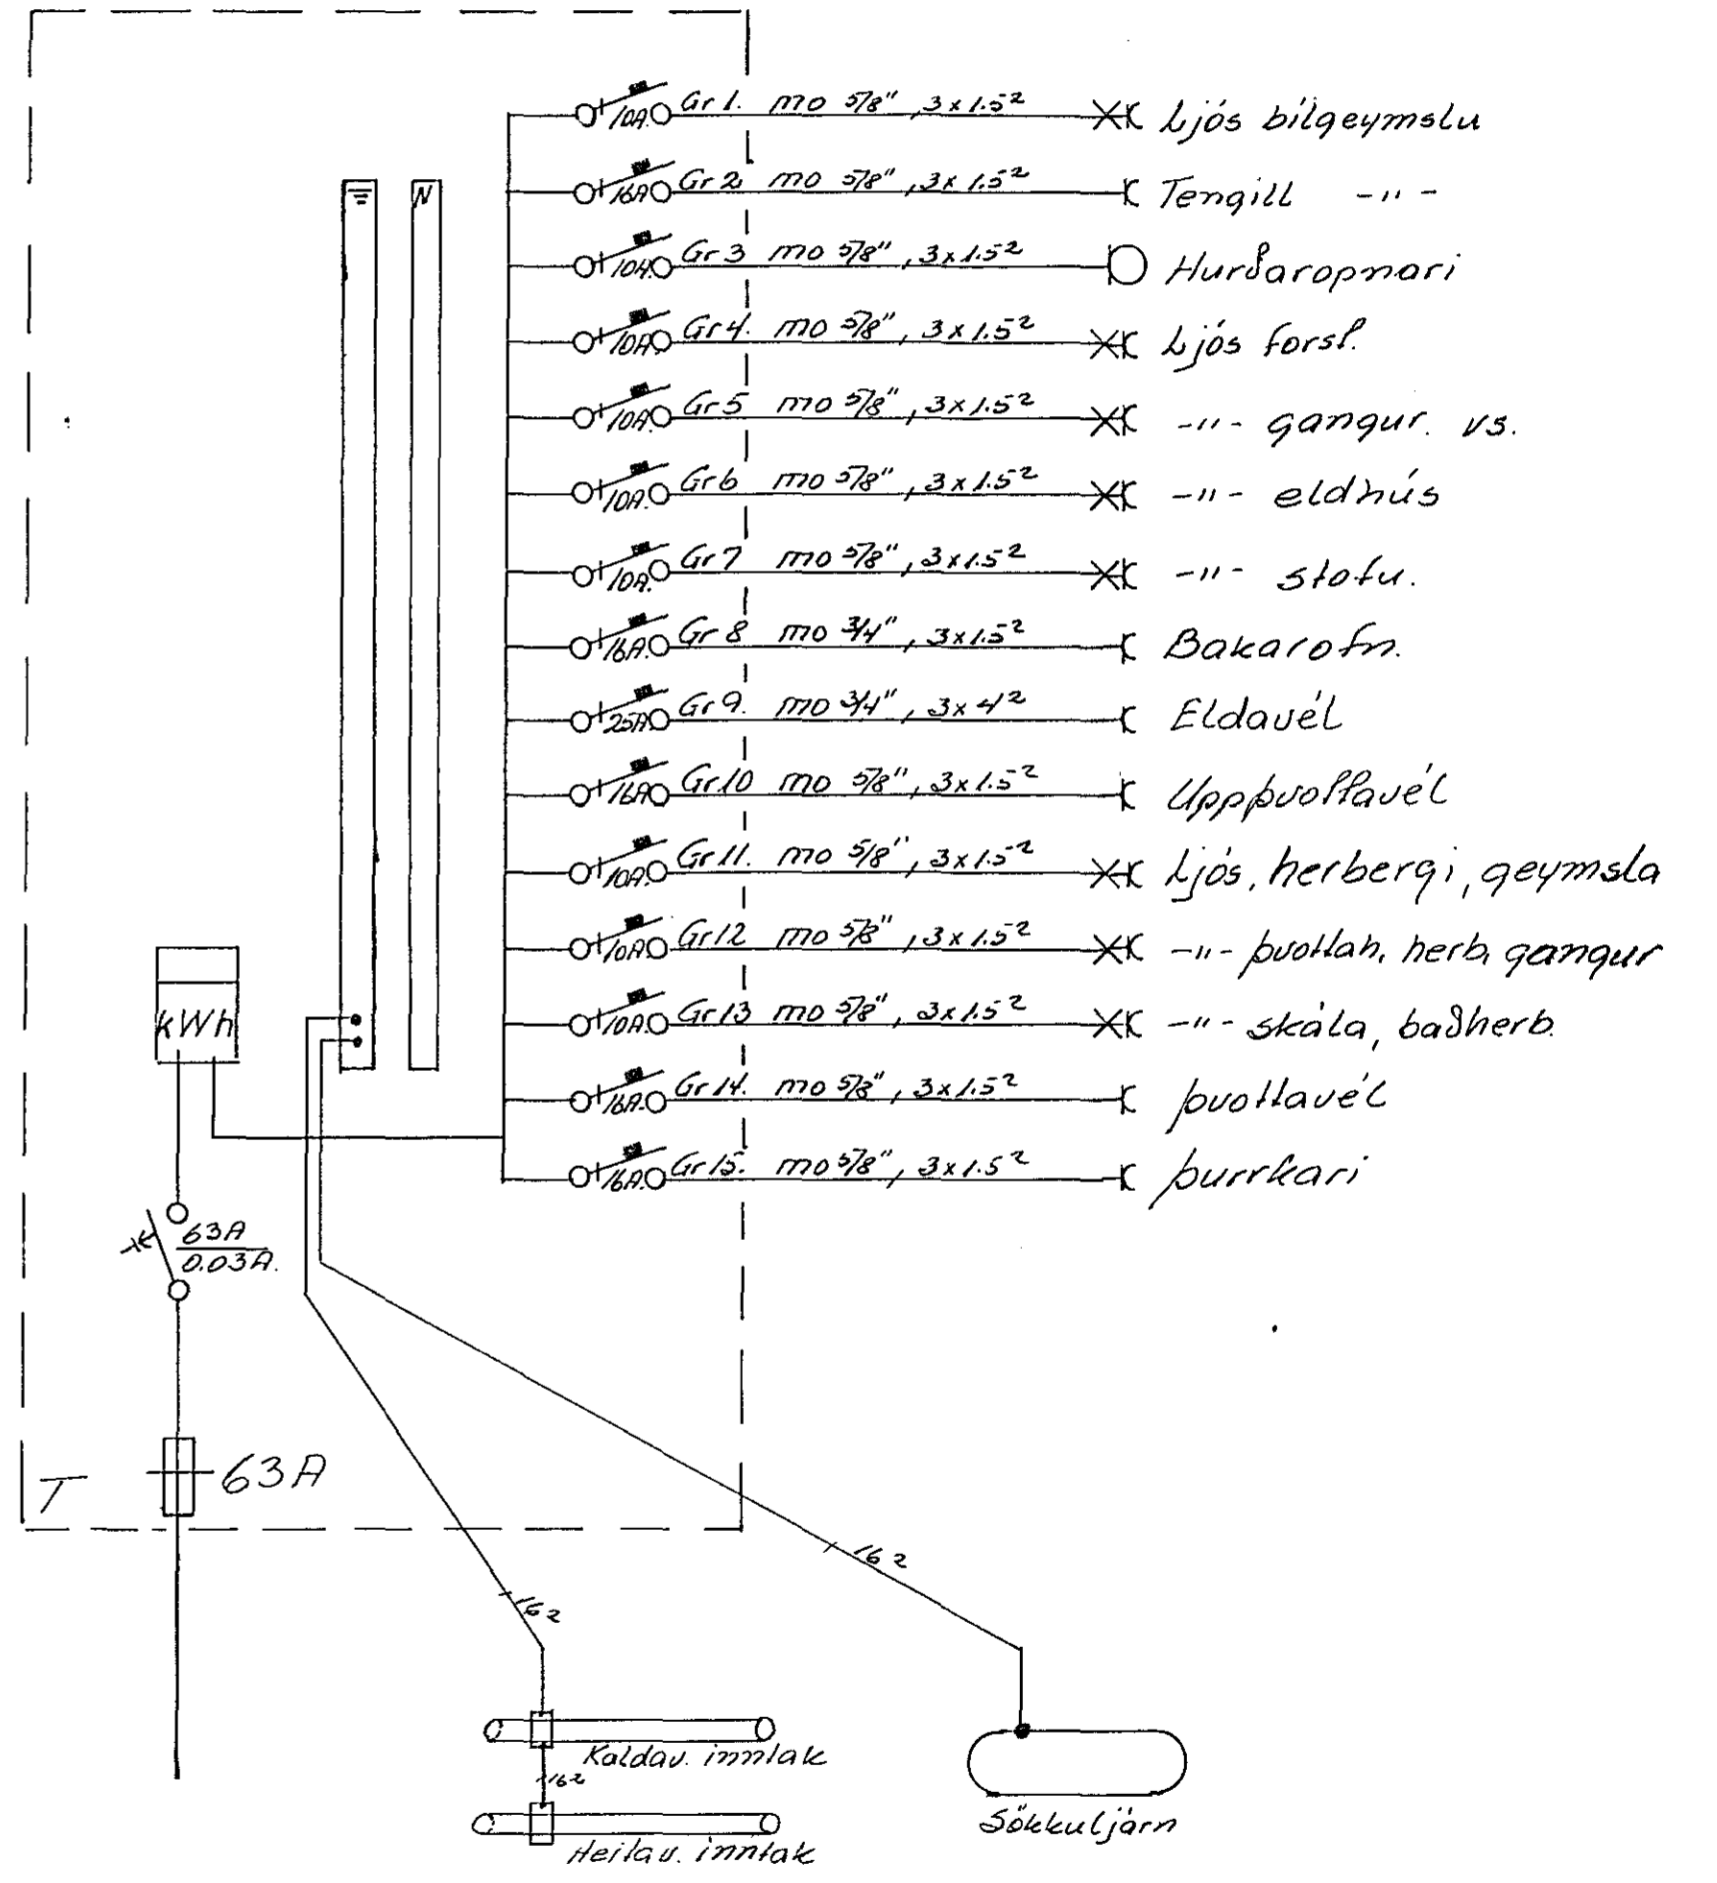 10A. Gr 1. mo 5/8", 3x1.5² Ljós bílgeymslu
16A Gr 2 mo 5/8", 3x1.5² Tengill -"-
10A. Gr 3 mo 5/8", 3x1.5² Hurðaropnari
10A. Gr 4. mo 5/8", 3x1.5² Ljós forst.
10A. Gr 5 mo 5/8", 3x1.5² -"- gangur. vs.
10A. Gr 6 mo 5/8", 3x1.5² -"- eldhús
10A. Gr 7 mo 5/8", 3x1.5² -"- stofu.
16A. Gr 8 mo 3/4", 3x1.5² Bakarofn.
25A Gr 9. mo 3/4", 3x4² Eldavél
16A Gr.10 mo 5/8", 3x1.5² Uppþvottavél
10A. Gr 11. mo 5/8", 3x1.5² Ljós, herbergi, geymsla
10A Gr 12 mo 5/8", 3x1.5² -"- þvottah, herb, gangur
10A. Gr 13 mo 5/8", 3x1.5² -"- skála, baðherb.
16A. Gr 14. mo 5/8", 3x1.5² þvottavél
16A. Gr 15. mo 5/8", 3x1.5² þurrkari
N
kWh
63A
0.03A.
63A
T
16²
16²
Kaldav. inntak
16²
Heitav. inntak
Sökkuljárn